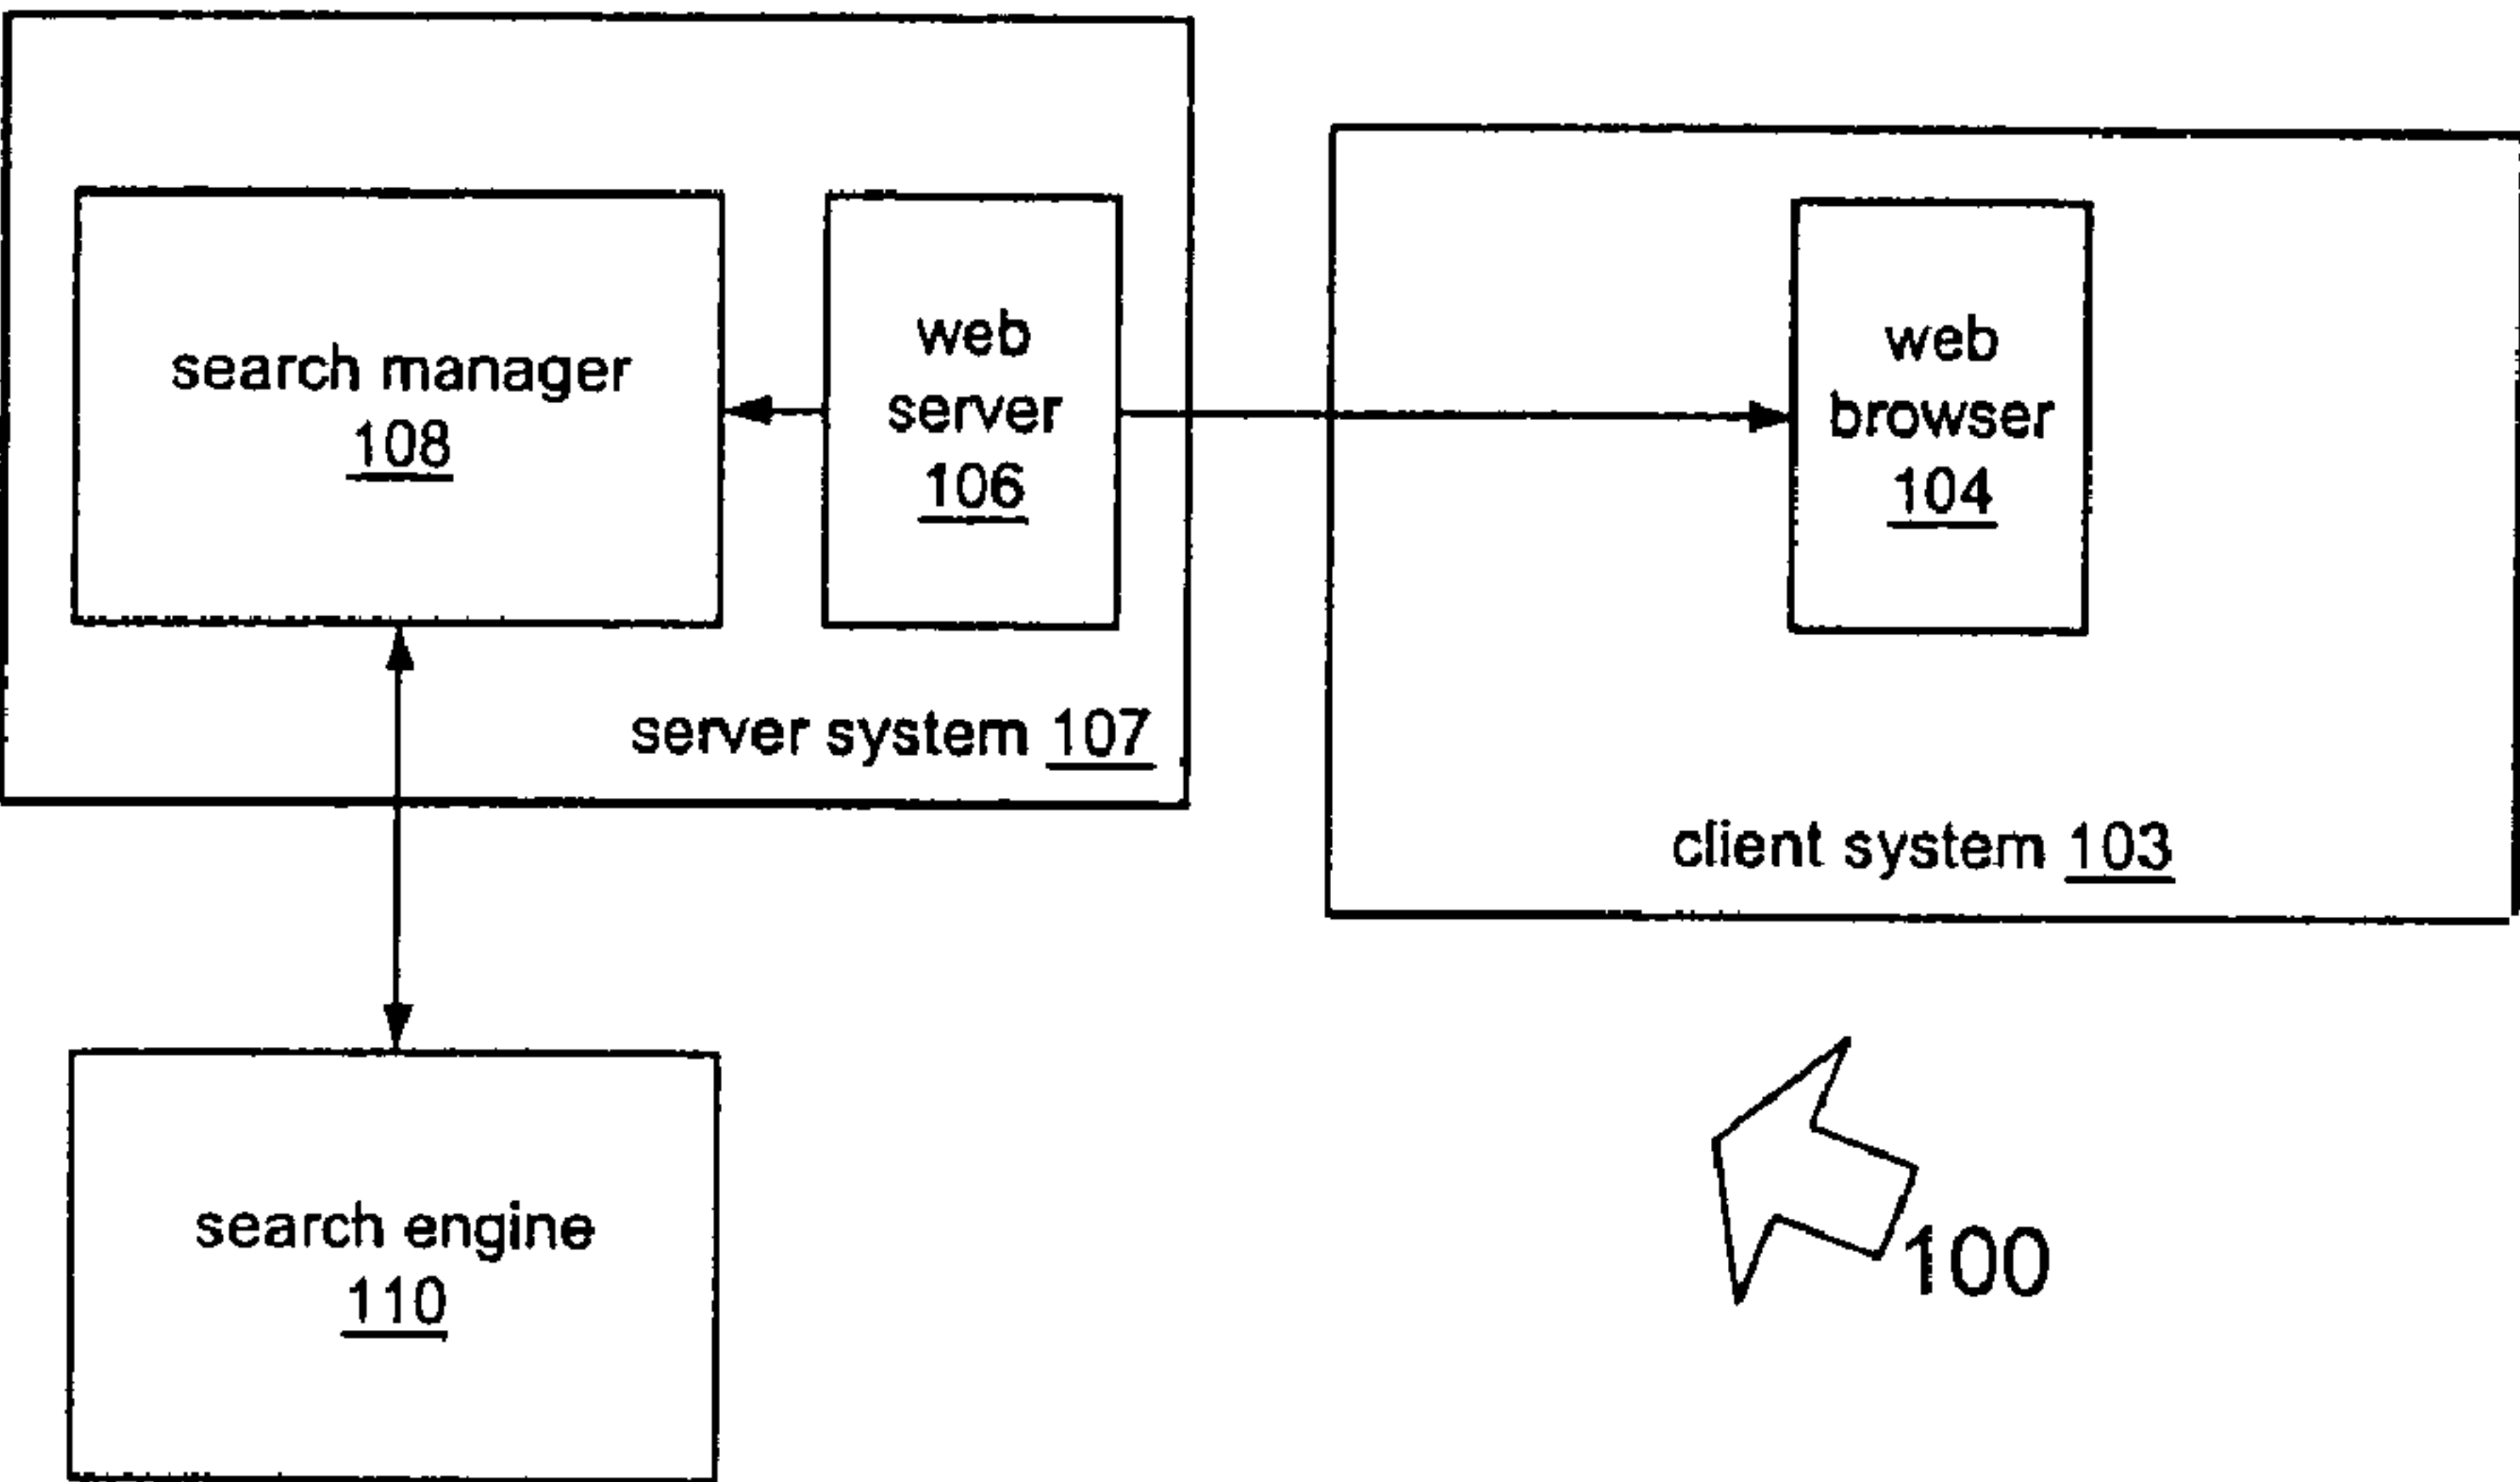 search manager
108
web
server
106
server system 107
web
browser
104
client system 103
search engine
110
100